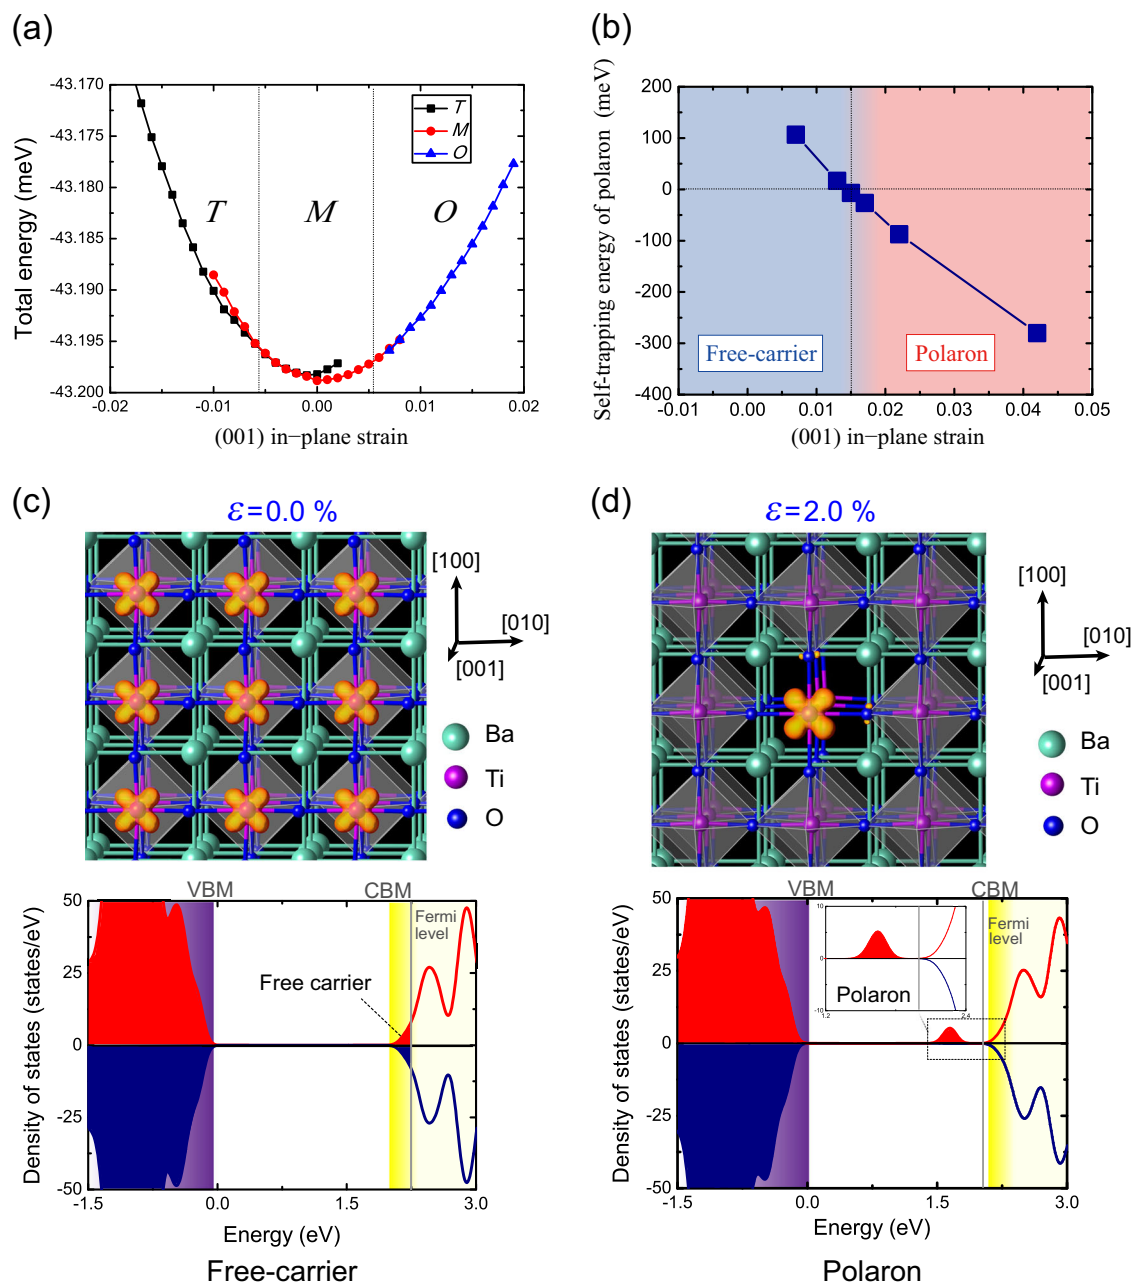 (a)
-43.170
-43.175
-43.180
-43.185
-43.190
-43.195
-43.200
Total energy (meV)
T
M
O
T
M
O
-0.02
-0.01
0.00
0.01
0.02
(001) in−plane strain
(b)
200
100
0
-100
-200
-300
-400
Self-trapping energy of polaron (meV)
Free-carrier
Polaron
-0.01
0.00
0.01
0.02
0.03
0.04
0.05
(001) in−plane strain
(c)
ε=0.0 %
[100]
[010]
[001]
Ba
Ti
O
VBM
CBM
Fermi
level
Free carrier
50
25
0
-25
-50
Density of states (states/eV)
-1.5
0.0
1.5
3.0
Energy (eV)
Free-carrier
(d)
ε=2.0 %
[100]
[010]
[001]
Ba
Ti
O
VBM
CBM
Fermi
level
10
0
-10
Polaron
1.2
2.4
50
25
0
-25
-50
Density of states (states/eV)
-1.5
0.0
1.5
3.0
Energy (eV)
Polaron